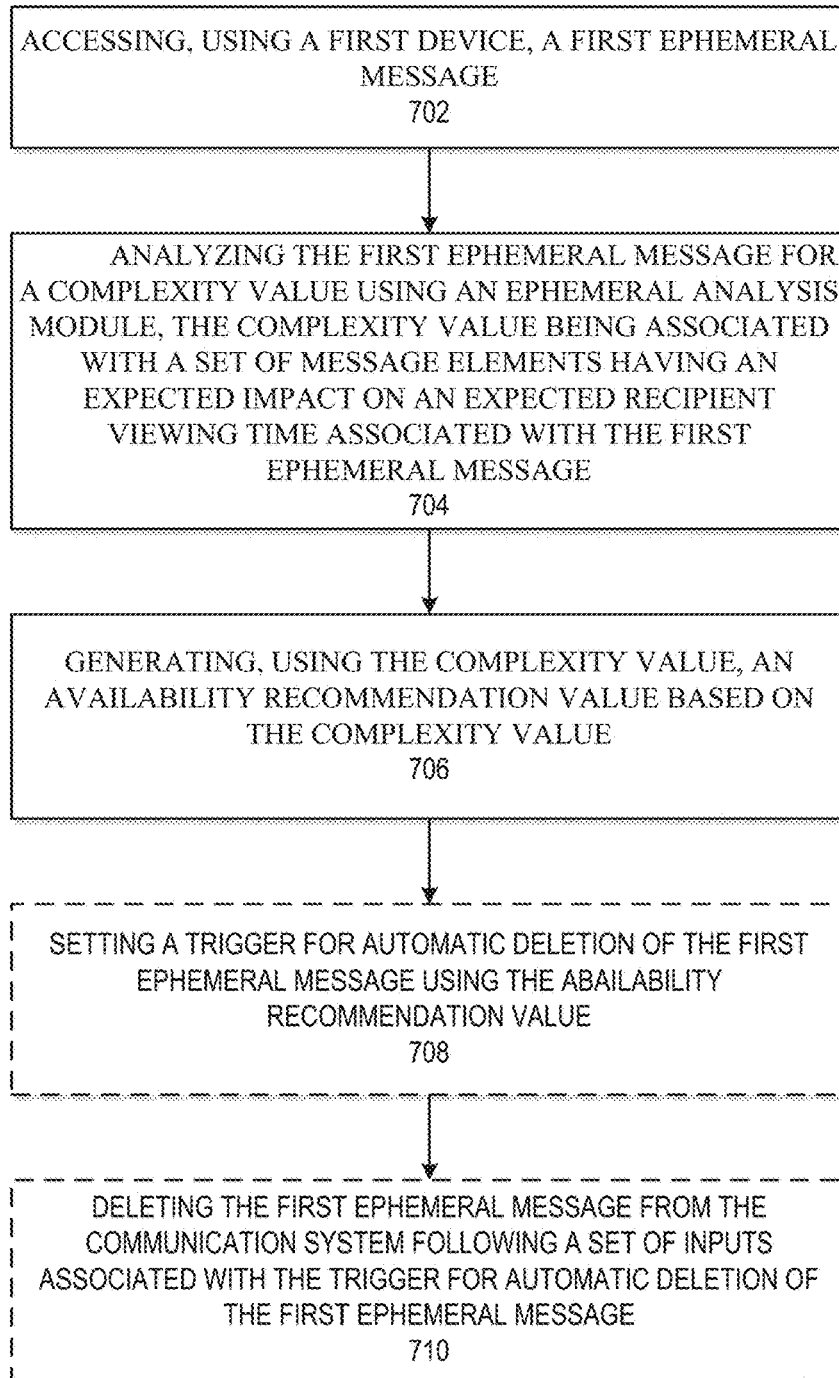 ACCESSING, USING A FIRST DEVICE, A FIRST EPHEMERAL
MESSAGE
702
ANALYZING THE FIRST EPHEMERAL MESSAGE FOR
A COMPLEXITY VALUE USING AN EPHEMERAL ANALYSIS
MODULE, THE COMPLEXITY VALUE BEING ASSOCIATED
WITH A SET OF MESSAGE ELEMENTS HAVING AN
EXPECTED IMPACT ON AN EXPECTED RECIPIENT
VIEWING TIME ASSOCIATED WITH THE FIRST
EPHEMERAL MESSAGE
704
GENERATING, USING THE COMPLEXITY VALUE, AN
AVAILABILITY RECOMMENDATION VALUE BASED ON
THE COMPLEXITY VALUE
706
SETTING A TRIGGER FOR AUTOMATIC DELETION OF THE FIRST
EPHEMERAL MESSAGE USING THE ABAILABILITY
RECOMMENDATION VALUE
708
DELETING THE FIRST EPHEMERAL MESSAGE FROM THE
COMMUNICATION SYSTEM FOLLOWING A SET OF INPUTS
ASSOCIATED WITH THE TRIGGER FOR AUTOMATIC DELETION OF
THE FIRST EPHEMERAL MESSAGE
710